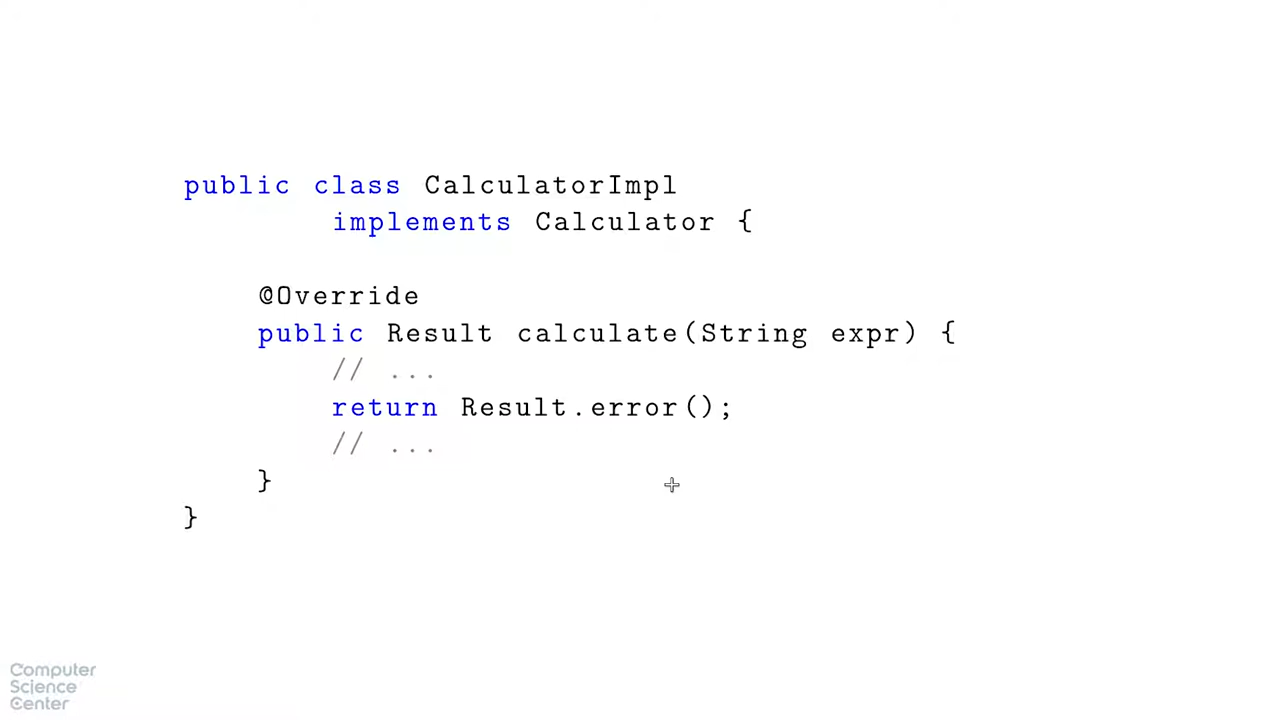 public class CalculatorImpl
implements Calculator {
@Override
public Result calculate(String expr) {
// ...
return Result.error();
// ...
}
}
Computer
Science
Center